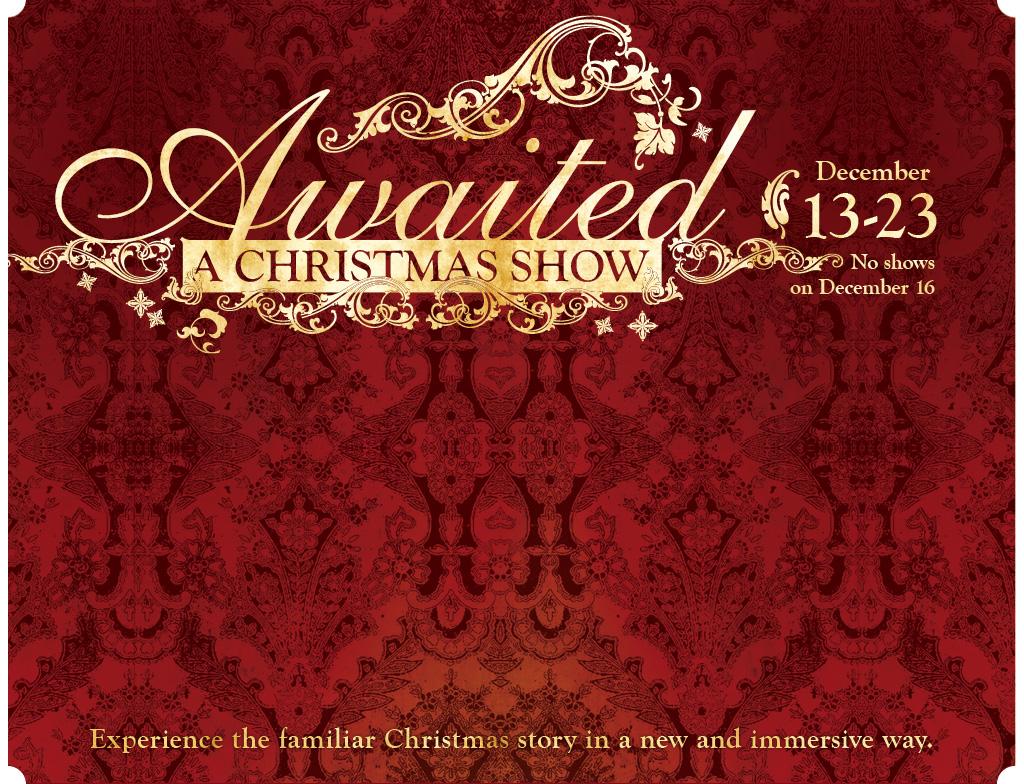 Awaited
A CHRISTMAS SHOW
December
13-23
No shows
on December 16
Experience the familiar Christmas story in a new and immersive way.